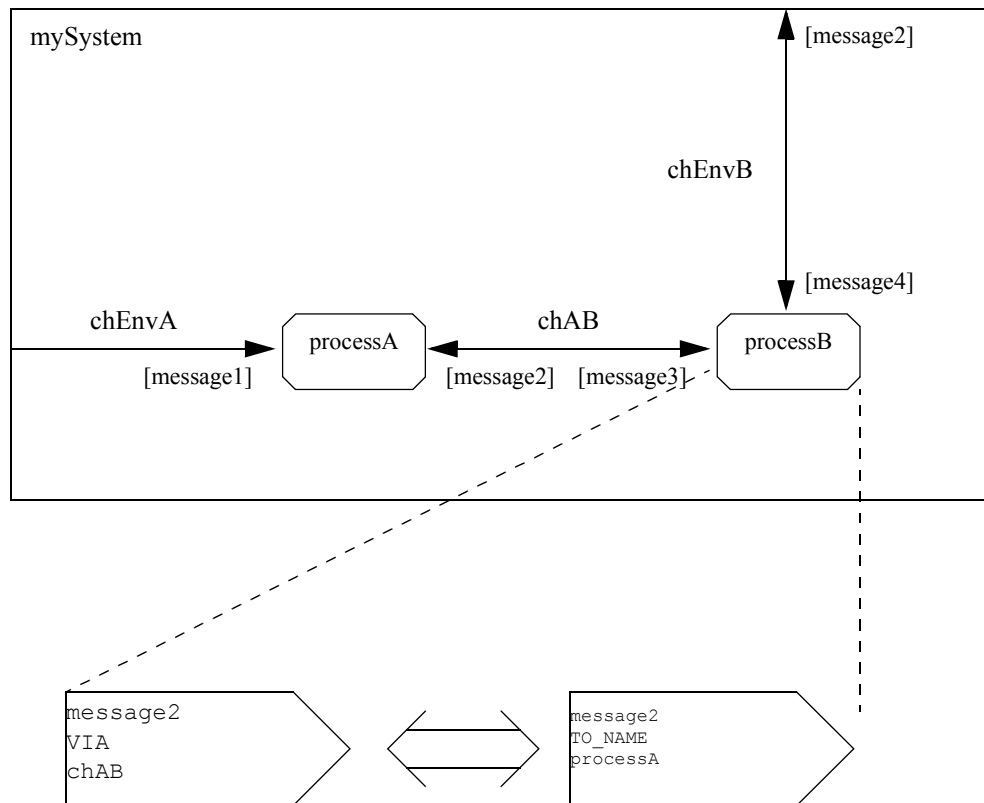 mySystem
[message2]
chEnvB
[message4]
chEnvA
processA
chAB
processB
[message1]
[message2]
[message3]
message2
VIA
chAB
message2
TO_NAME
processA